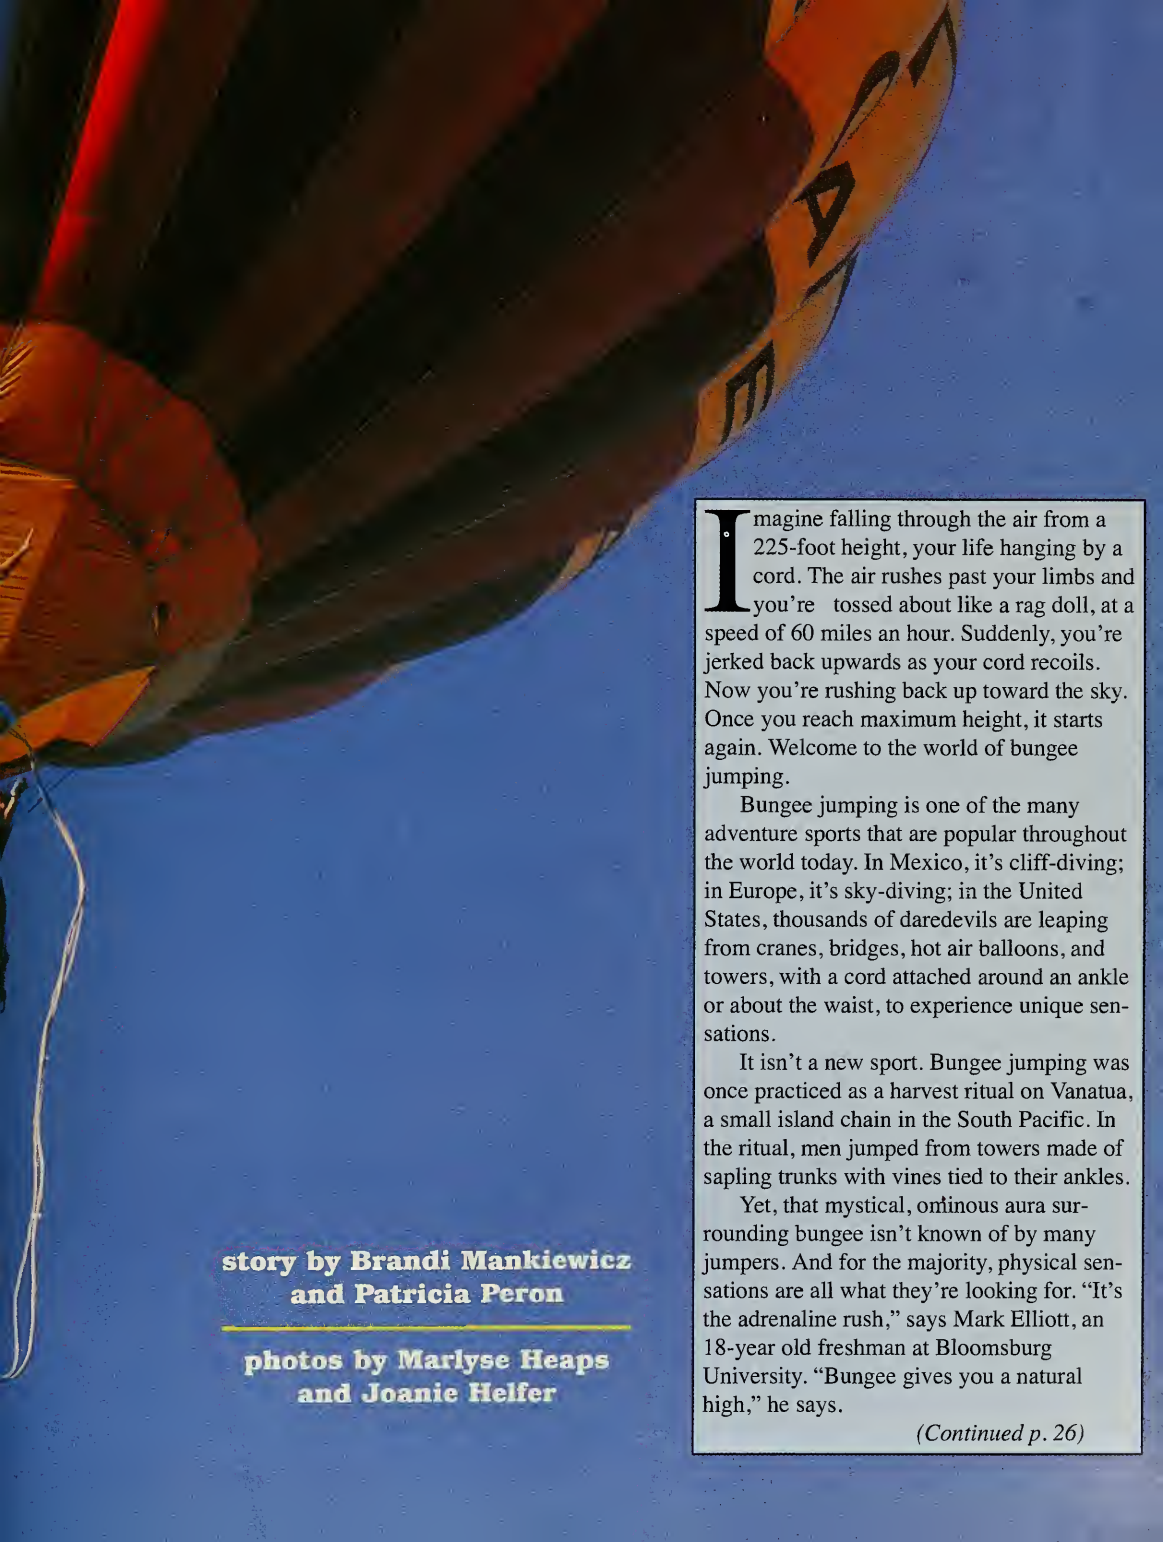 Imagine falling through the air from a
225-foot height, your life hanging by a
cord. The air rushes past your limbs and
you're tossed about like a rag doll, at a
speed of 60 miles an hour. Suddenly, you're
jerked back upwards as your cord recoils.
Now you're rushing back up toward the sky.
Once you reach maximum height, it starts
again. Welcome to the world of bungee
jumping.
Bungee jumping is one of the many
adventure sports that are popular throughout
the world today. In Mexico, it's cliff-diving;
in Europe, it's sky-diving; in the United
States, thousands of daredevils are leaping
from cranes, bridges, hot air balloons, and
towers, with a cord attached around an ankle
or about the waist, to experience unique sen-
sations.
It isn't a new sport. Bungee jumping was
once practiced as a harvest ritual on Vanatua,
a small island chain in the South Pacific. In
the ritual, men jumped from towers made of
sapling trunks with vines tied to their ankles.
Yet, that mystical, ominous aura sur-
rounding bungee isn't known of by many
jumpers. And for the majority, physical sen-
sations are all what they're looking for. “It's
the adrenaline rush,” says Mark Elliott, an
18-year old freshman at Bloomsburg
University. “Bungee gives you a natural
high,” he says.
(Continued p. 26)
story by Brandi Mankiewicz
and Patricia Peron
photos by Marlyse Heaps
and Joanie Helfer